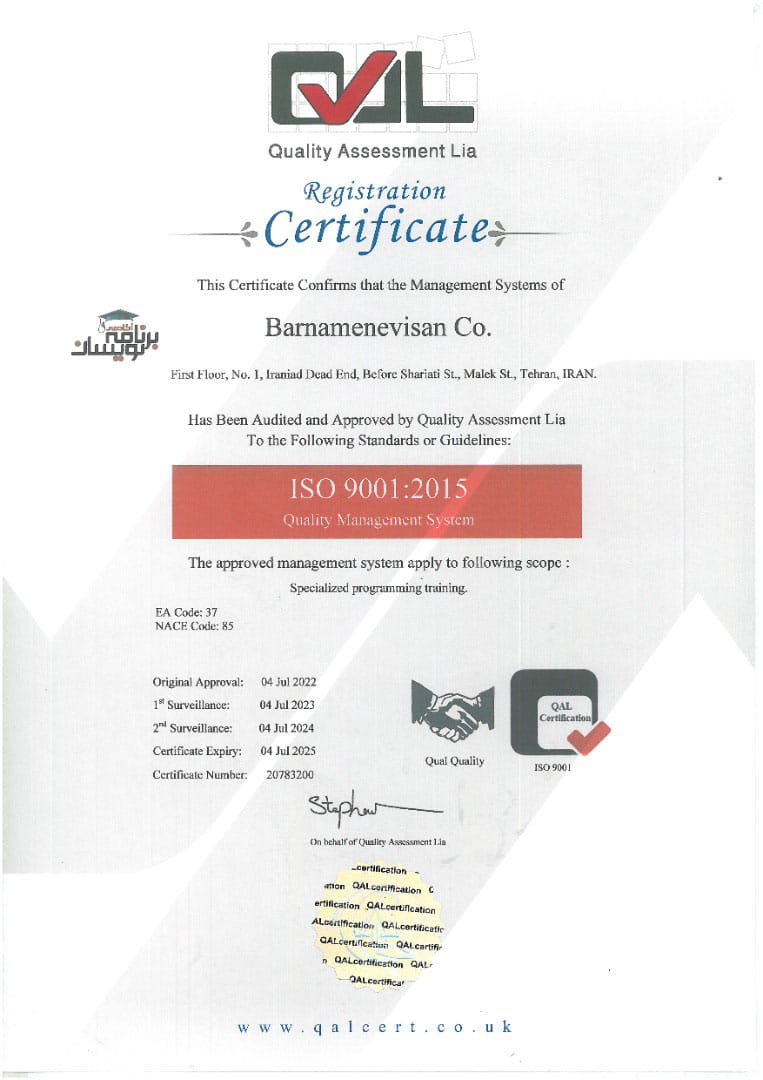 QAL
Quality Assessment Lia
Registration
Certificate
This Certificate Confirms that the Management Systems of
آکادمی
برنامه
نویسان
Barnamenevisan Co.
First Floor, No. 1, Iraniad Dead End, Before Shariati St., Malek St., Tehran, IRAN.
Has Been Audited and Approved by Quality Assessment Lia
To the Following Standards or Guidelines:
ISO 9001:2015
Quality Management System
The approved management system apply to following scope :
Specialized programming training.
EA Code: 37
NACE Code: 85
Original Approval: 04 Jul 2022
1st Surveillance: 04 Jul 2023
2nd Surveillance: 04 Jul 2024
Certificate Expiry: 04 Jul 2025
Certificate Number: 20783200
Qual Quality
QAL
Certification
ISO 9001
Stephen
On behalf of Quality Assessment Lia
certification
ation QALcertification C
ertification QALcertification
ALcertification QALcertificatic
QALcertification QALcertifi
n QALcertification QAL
QALcertifica
www.qalcert.co.uk